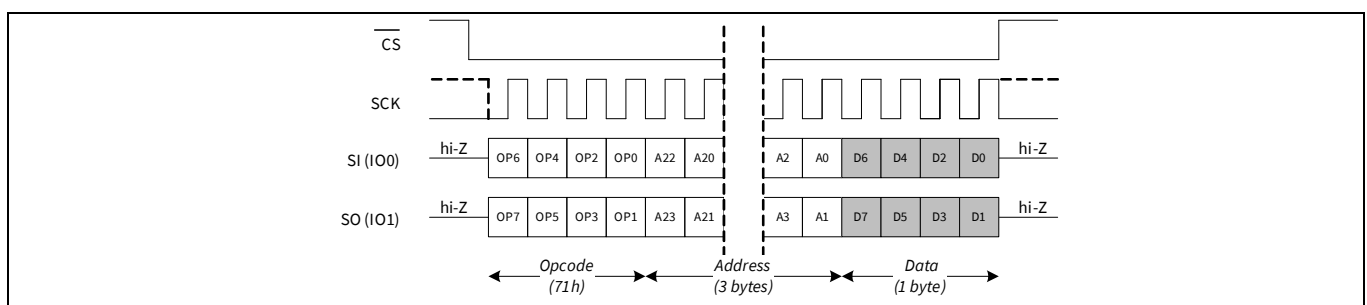 CS
SCK
hi-Z hi-Z
SI (IO0) OP6 OP4 OP2 OP0 A22 A20 A2 A0 D6 D4 D2 D0
hi-Z hi-Z
SO (IO1) OP7 OP5 OP3 OP1 A23 A21 A3 A1 D7 D5 D3 D1
Opcode Address Data
(71h) (3 bytes) (1 byte)